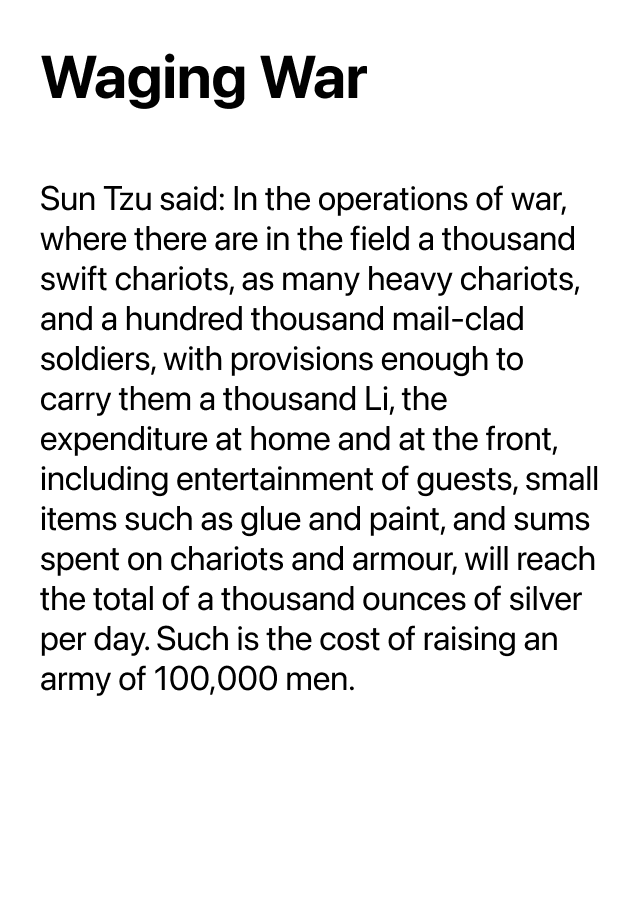 Waging War
Sun Tzu said: In the operations of war,
where there are in the field a thousand
swift chariots, as many heavy chariots,
and a hundred thousand mail-clad
soldiers, with provisions enough to
carry them a thousand Li, the
expenditure at home and at the front,
including entertainment of guests, small
items such as glue and paint, and sums
spent on chariots and armour, will reach
the total of a thousand ounces of silver
per day. Such is the cost of raising an
army of 100,000 men.